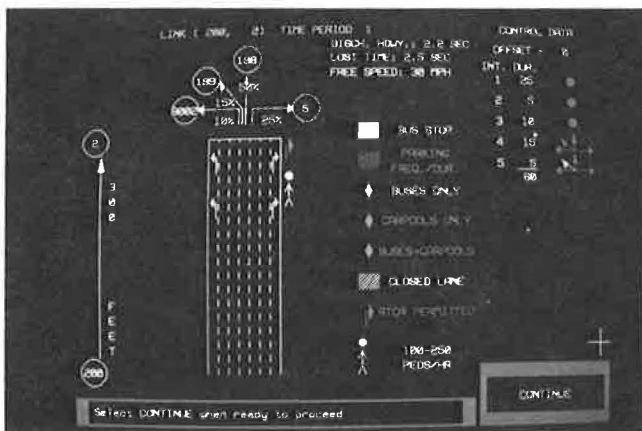 LINK ( 200, 2) TIME PERIOD 1
DISCH. HDWY.: 2.2 SEC
LOST TIME: 2.5 SEC
FREE SPEED: 30 MPH
CONTROL DATA
OFFSET - 0
INT. DUR.
1 25
2 5
3 10
4 15
5 5
60
198
199
50%
15%
8002
10%
25%
5
2
300
FEET
200
BUS STOP
PARKING
FREQ./DUR.
BUSES ONLY
CARPOOLS ONLY
BUSES+CARPOOLS
CLOSED LANE
RTOR PERMITTED
100-250
PEDS/HR
Select CONTINUE when ready to proceed
CONTINUE